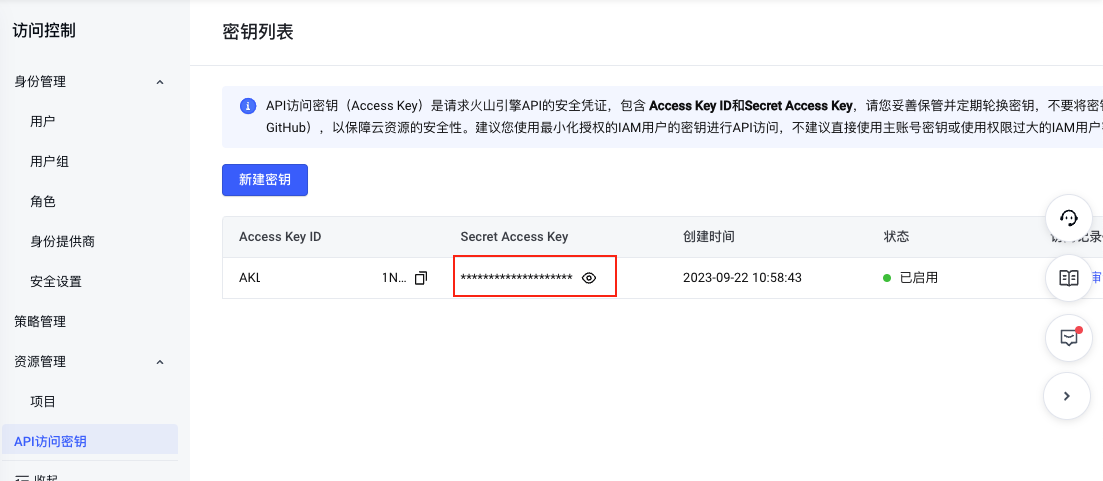 访问控制
身份管理
用户
用户组
角色
身份提供商
安全设置
策略管理
资源管理
项目
API访问密钥
收起
密钥列表
API访问密钥（Access Key）是请求火山引擎API的安全凭证，包含 Access Key ID和Secret Access Key，请您妥善保管并定期轮换密钥，不要将密
GitHub），以保障云资源的安全性。建议您使用最小化授权的IAM用户的密钥进行API访问，不建议直接使用主账号密钥或使用权限过大的IAM用户
新建密钥
Access Key ID Secret Access Key 创建时间 状态 记录
AKL 1N... ******************** 2023-09-22 10:58:43 已启用 审